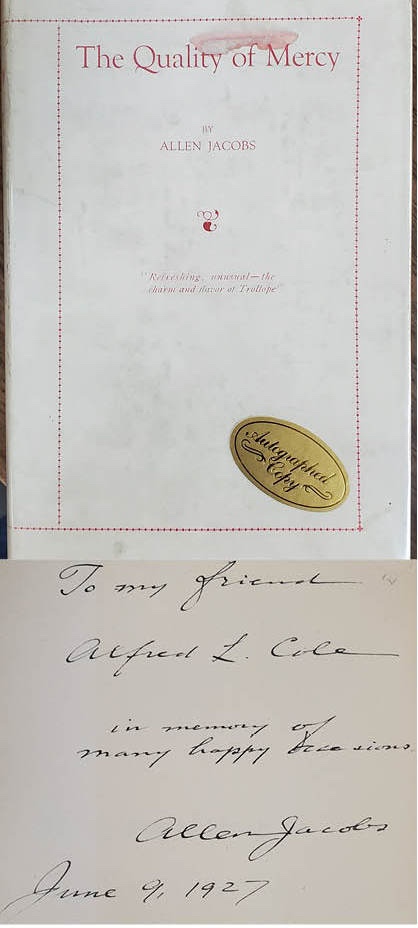 The Quality of Mercy
BY
ALLEN JACOBS
"Refreshing, unusual—the
charm and flavor of Trollope"
Autographed
Copy
To my friend
Alfred L. Cole
in memory of
many happy occasions
Allen Jacobs
June 9, 1927